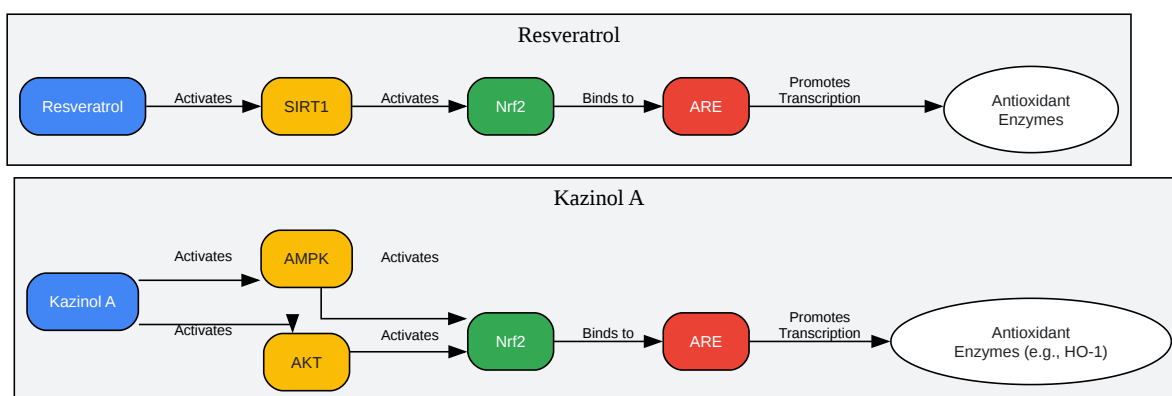 Resveratrol
Resveratrol
Activates
SIRT1
Activates
Nrf2
Binds to
ARE
Promotes
Transcription
Antioxidant
Enzymes
Kazinol A
Kazinol A
Activates
AMPK
Activates
Activates
AKT
Activates
Nrf2
Binds to
ARE
Promotes
Transcription
Antioxidant
Enzymes (e.g., HO-1)